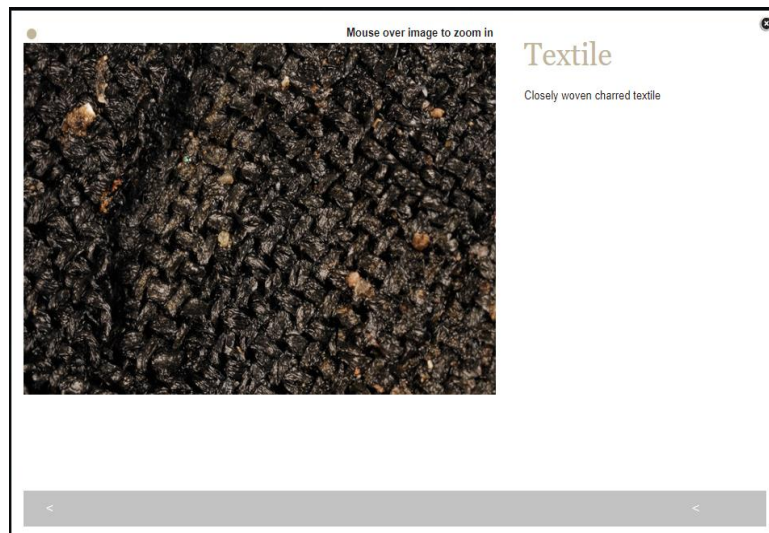 Mouse over image to zoom in
Textile
Closely woven charred textile
< <